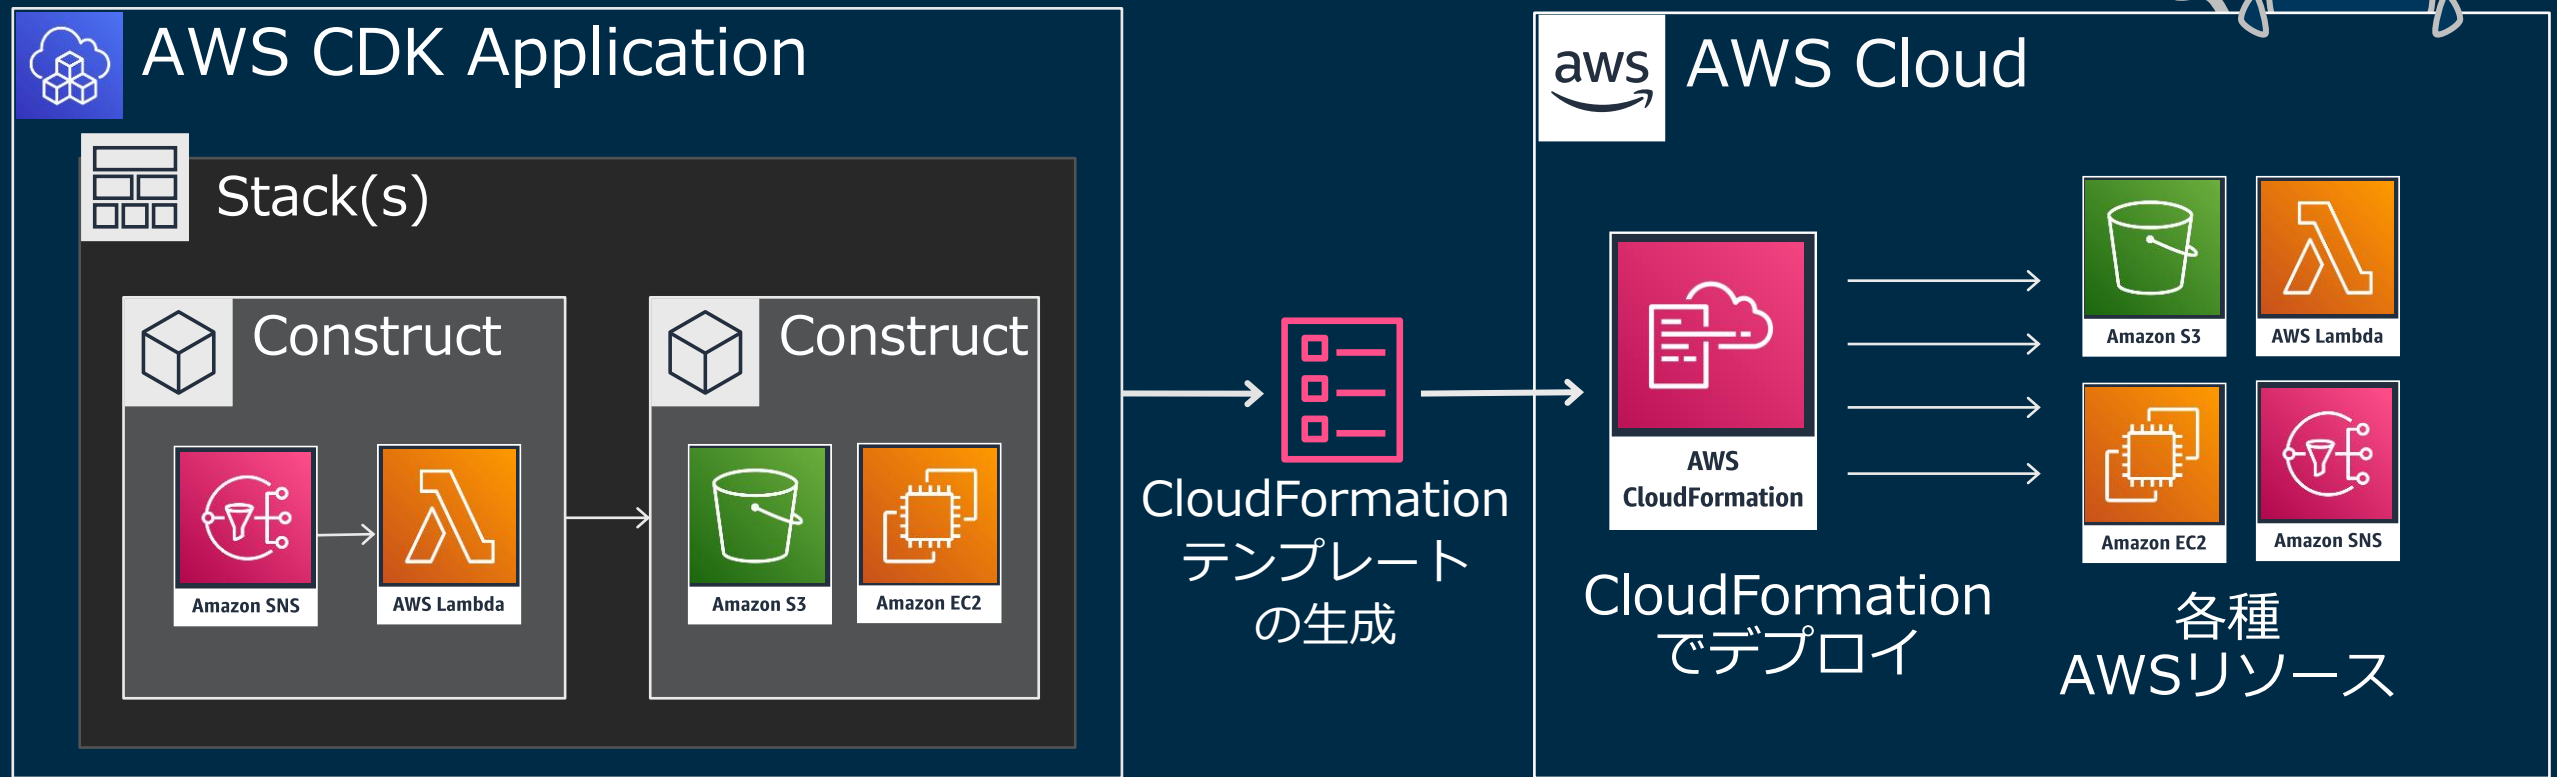 AWS CDK Application
Stack(s)
Construct
Amazon SNS
AWS Lambda
Construct
Amazon S3
Amazon EC2
CloudFormation
テンプレート
の生成
aws
AWS Cloud
AWS
CloudFormation
CloudFormation
でデプロイ
Amazon S3
AWS Lambda
Amazon EC2
Amazon SNS
各種
AWSリソース